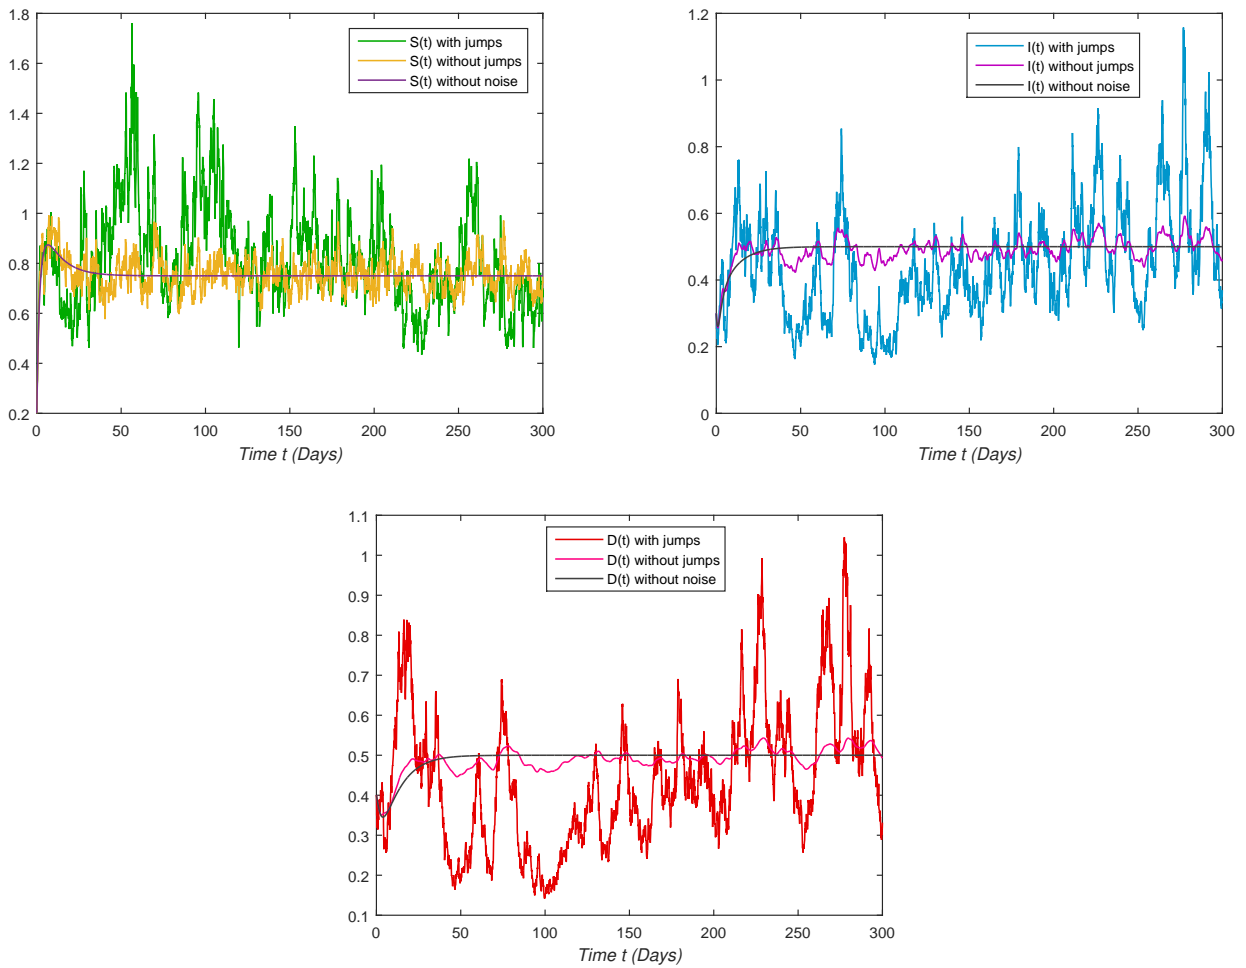 1.8
1.6
1.4
1.2
1
0.8
0.6
0.4
0.2
S(t) with jumps
S(t) without jumps
S(t) without noise
0 50 100 150 200 250 300
Time t (Days)
1.2
1
0.8
0.6
0.4
0.2
0
I(t) with jumps
I(t) without jumps
I(t) without noise
0 50 100 150 200 250 300
Time t (Days)
1.1
1
0.9
0.8
0.7
0.6
0.5
0.4
0.3
0.2
0.1
D(t) with jumps
D(t) without jumps
D(t) without noise
0 50 100 150 200 250 300
Time t (Days)